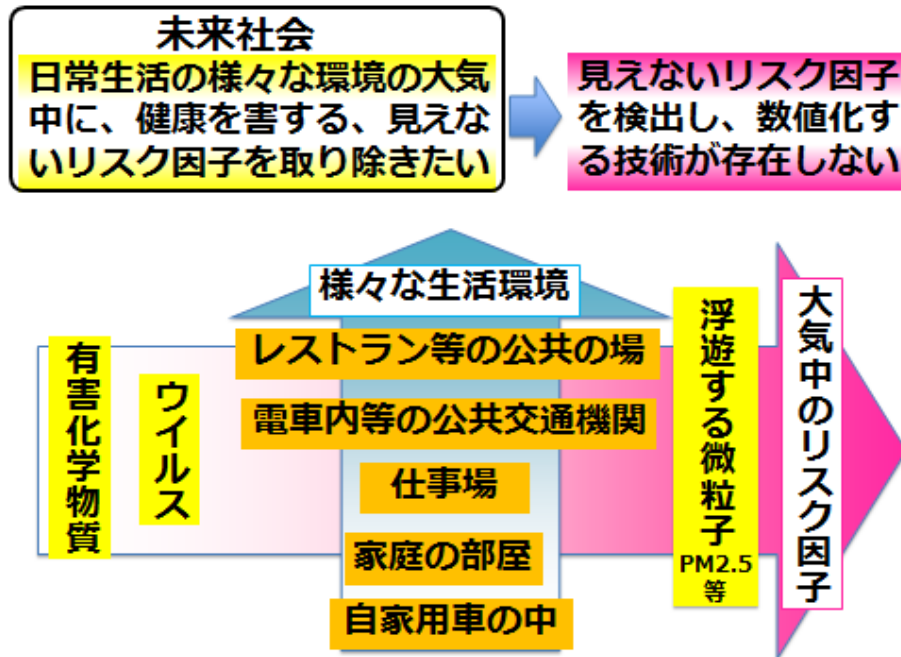 未来社会
日常生活の様々な環境の大気
中に、健康を害する、見えな
いリスク因子を取り除きたい
見えないリスク因子
を検出し、数値化す
る技術が存在しない
様々な生活環境
レストラン等の公共の場
電車内等の公共交通機関
仕事場
家庭の部屋
自家用車の中
有害化学物質
ウイルス
浮遊する微粒子
PM2.5
等
大気中のリスク因子